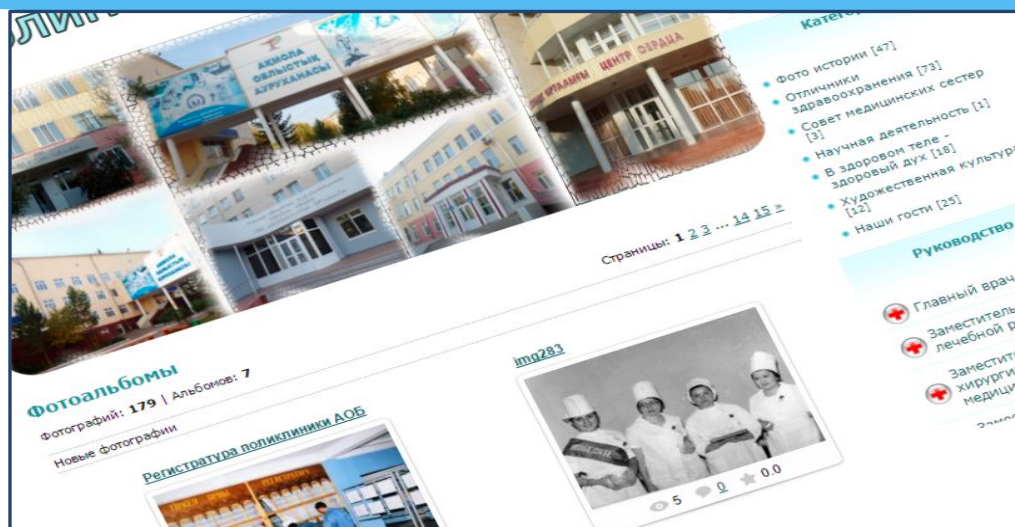 АКМОЛА
ОБЛЫСТЫҚ
АУРУХАНАСЫ
ЦЕНТР СЕРДЦА
Фото истории [47]
Отличники
здравоохранения [73]
Совет медицинских сестер
[3]
Научная деятельность [1]
В здоровом теле -
здоровый дух [18]
Художественная культура
[12]
Наши гости [25]
Страницы: 1 2 3 ... 14 15 »
Руководство
Главный врач
Заместитель
лечебной
Фотоальбомы
Фотографий: 179 | Альбомов: 7
Новые фотографии
Регистратура поликлиники АОБ
img283
5 0 0.0